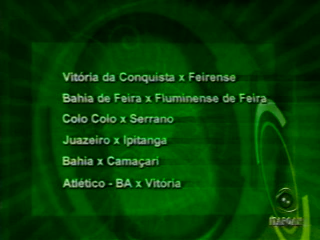 Vitória da Conquista x Feirense
Bahia de Feira x Fluminense de Feira
Colo Colo x Serrano
Juazeiro x Ipitanga
Bahia x Camaçari
Atlético - BA x Vitória
ITAPOAN